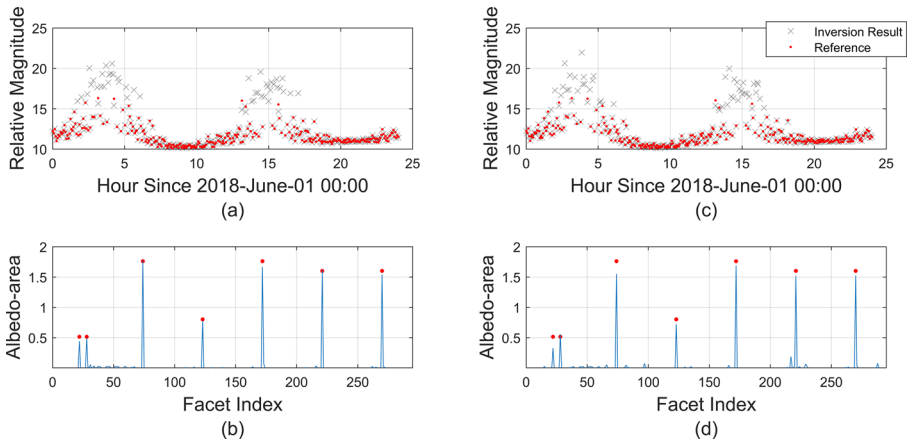 25
20
15
10
Relative Magnitude
0 5 10 15 20 25
Hour Since 2018-June-01 00:00
(a)
25
20
15
10
Relative Magnitude
0 5 10 15 20 25
Hour Since 2018-June-01 00:00
(c)
Inversion Result
Reference
2
1.5
1
0.5
Albedo-area
0 50 100 150 200 250
Facet Index
(b)
2
1.5
1
0.5
Albedo-area
0 50 100 150 200 250
Facet Index
(d)